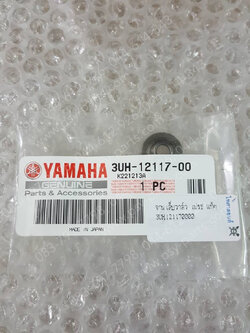 YAMAHA
GENUINE
Parts & Accessories
3UH-12117-00
K221213A
1 PC
MADE IN JAPAN
3UH121170000